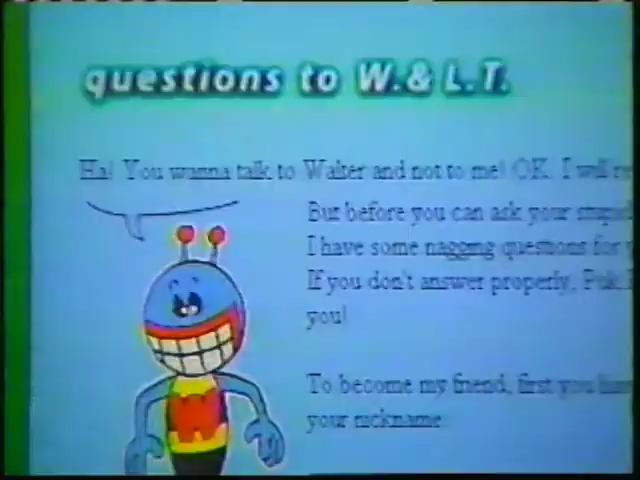 questions to W. & L.T.
Ha! You wanna talk to Walter and not to me! OK. I will
But before you can ask your
I have some nagging questions for
If you don't answer properly, Puk
you!
To become my friend, first you
your nickname.